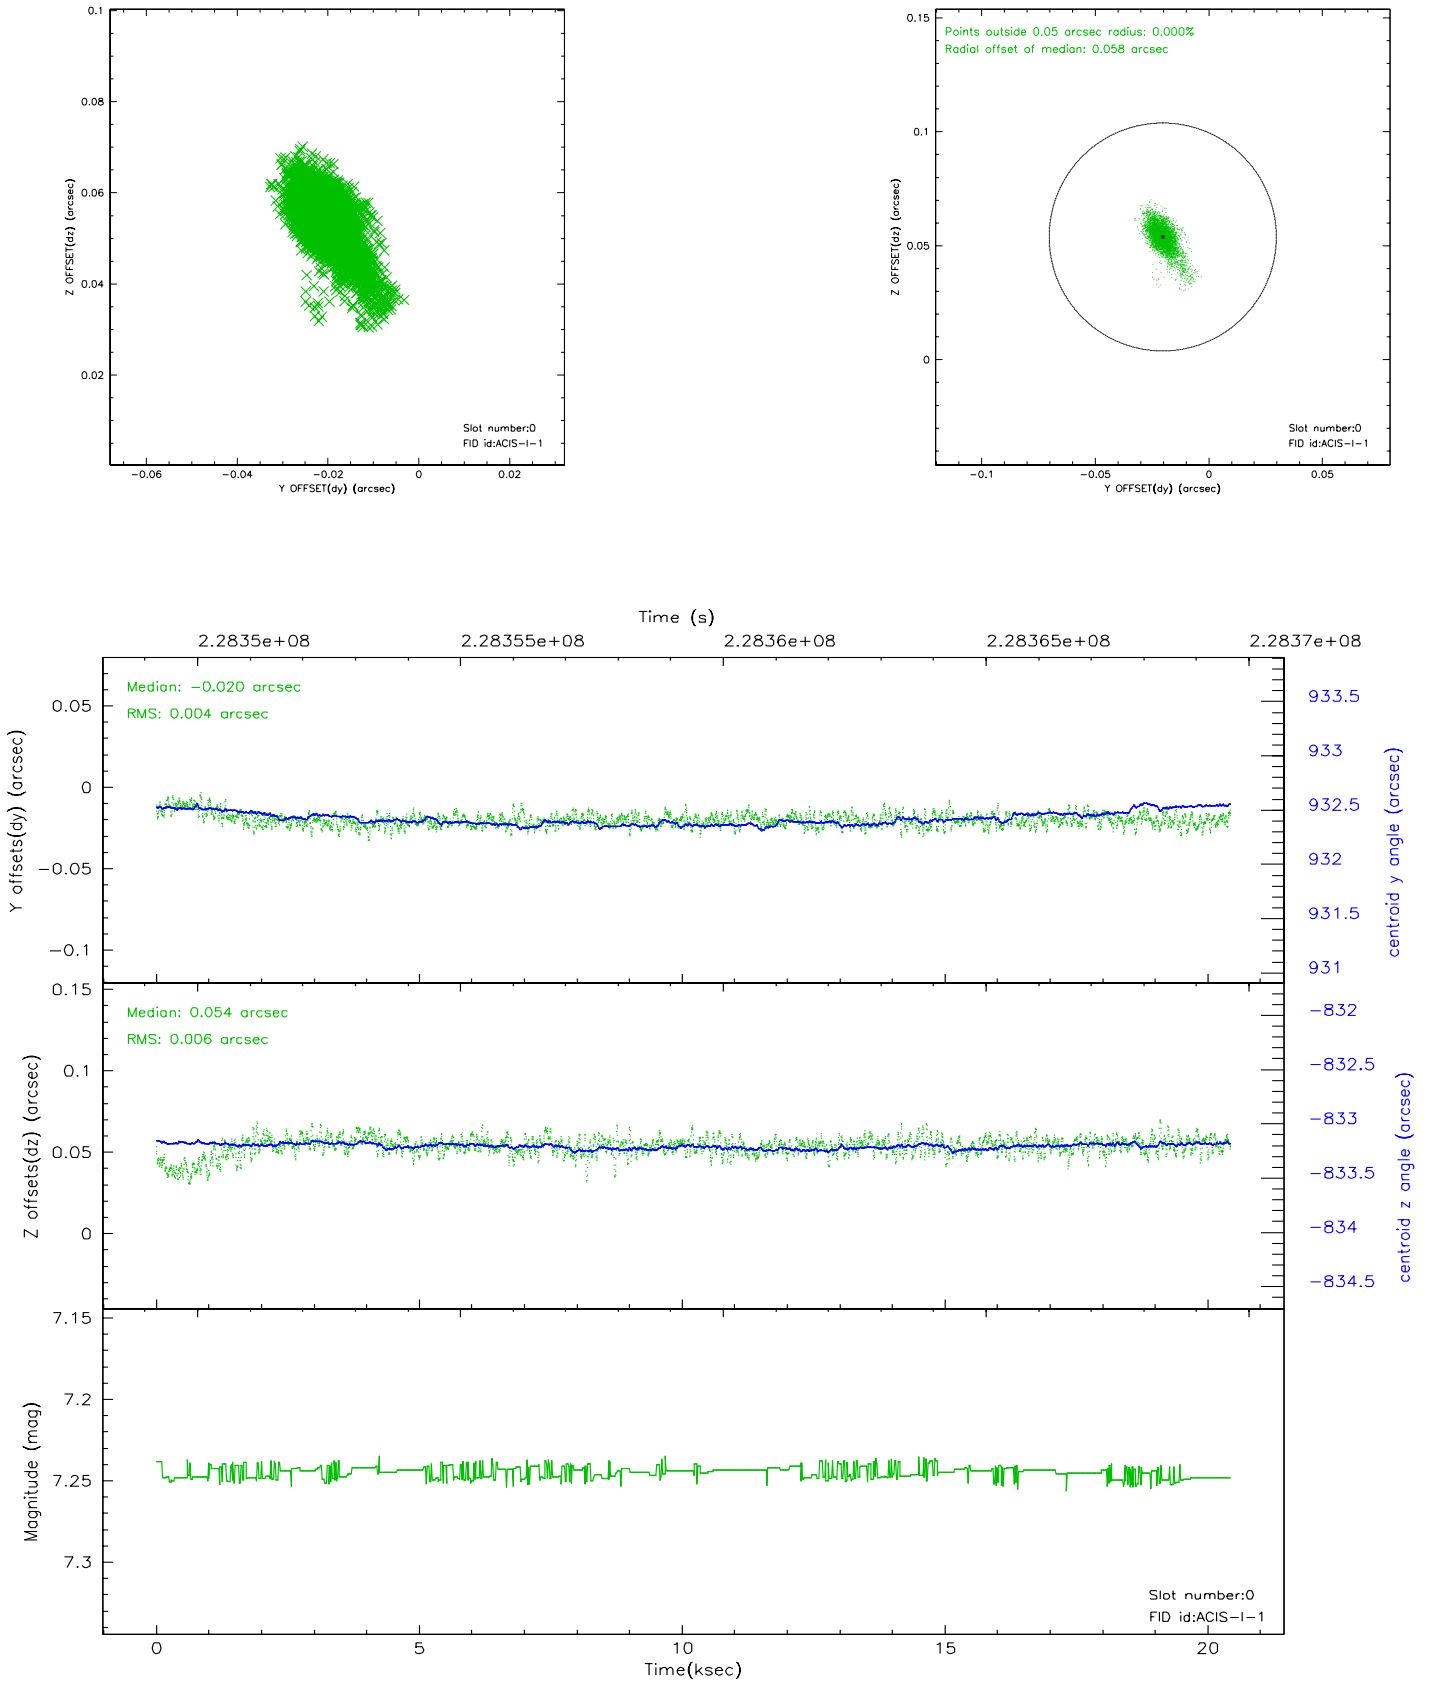 0.1
0.08
0.06
0.04
0.02
Z OFFSET(dz) (arcsec)
Slot number:0
FID id:ACIS-I-1
-0.06 -0.04 -0.02 0 0.02
Y OFFSET(dy) (arcsec)
Points outside 0.05 arcsec radius: 0.000%
Radial offset of median: 0.058 arcsec
0.15
0.1
0.05
0
Z OFFSET(dz) (arcsec)
Slot number:0
FID id:ACIS-I-1
-0.1 -0.05 0 0.05
Y OFFSET(dy) (arcsec)
Time (s)
2.2835e+08 2.28355e+08 2.2836e+08 2.28365e+08 2.2837e+08
Median: -0.020 arcsec
RMS: 0.004 arcsec
0.05
0
-0.05
-0.1
Y offsets(dy) (arcsec)
933.5
933
932.5
932
931.5
931
centroid y angle (arcsec)
Median: 0.054 arcsec
RMS: 0.006 arcsec
0.15
0.1
0.05
0
Z offsets(dz) (arcsec)
-832
-832.5
-833
-833.5
-834
-834.5
centroid z angle (arcsec)
7.15
7.2
7.25
7.3
Magnitude (mag)
Slot number:0
FID id:ACIS-I-1
0 5 10 15 20
Time(ksec)